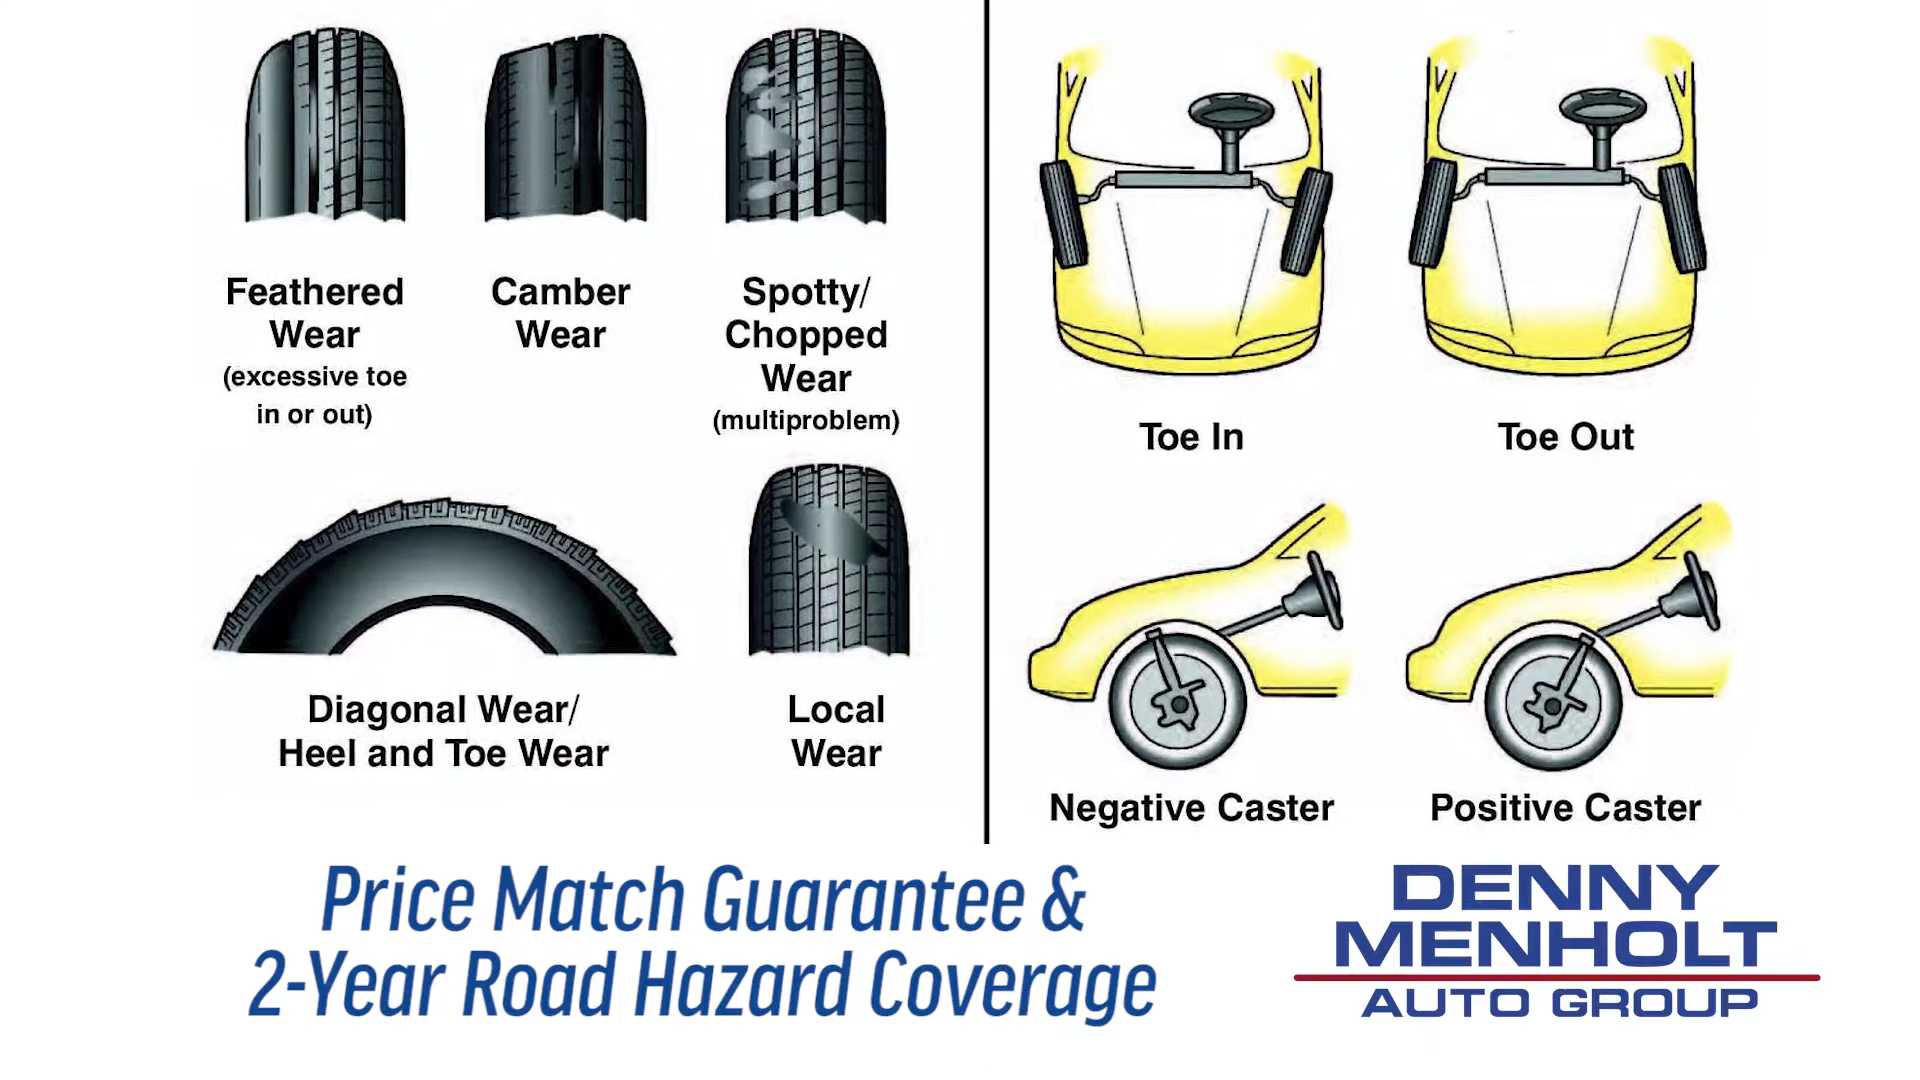 Feathered
Wear
(excessive toe
in or out)
Camber
Wear
Spotty/
Chopped
Wear
(multiproblem)
Diagonal Wear/
Heel and Toe Wear
Local
Wear
Toe In
Toe Out
Negative Caster
Positive Caster
Price Match Guarantee &
2-Year Road Hazard Coverage
DENNY
MENHOLT
AUTO GROUP